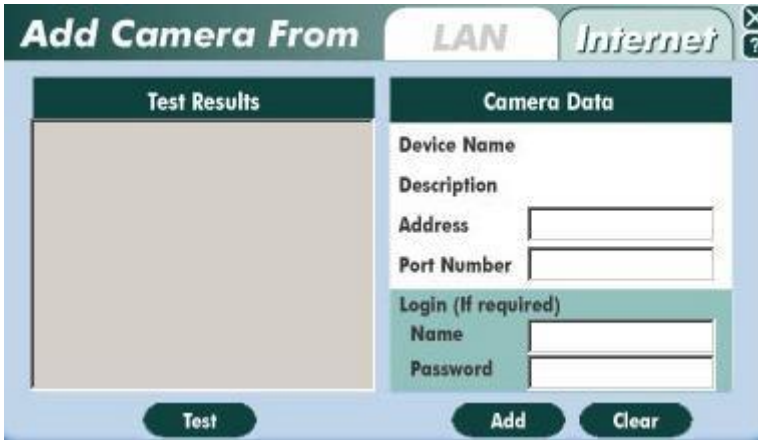 Add Camera From LAN Internet X
?
Test Results Camera Data
Device Name
Description
Address
Port Number
Login (If required)
Name
Password
Test Add Clear